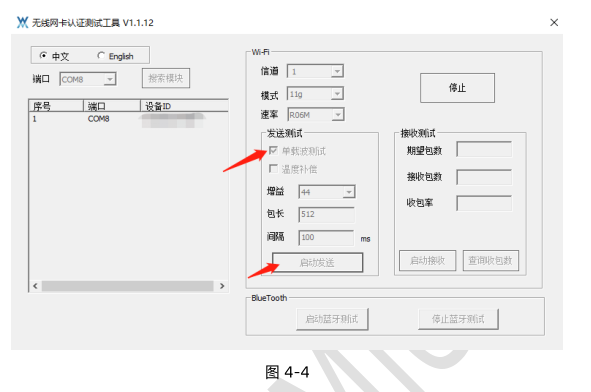 无线网卡认证测试工具 V1.1.12
中文 English
端口 COM8 搜索模块
序号 端口 设备ID
1 COM8
Wi-Fi
信道 1
模式 11g
速率 R06M
停止
发送测试
单载波测试
温度补偿
增益 44
包长 512
间隔 100 ms
启动发送
接收测试
期望包数
接收包数
收包率
启动接收 查询收包数
BlueTooth
启动蓝牙测试 停止蓝牙测试
图 4-4